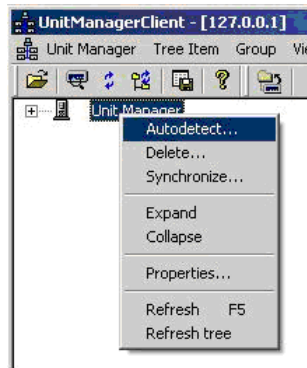 UnitManagerClient - [127.0.0.1]
Unit Manager Tree Item Group
Unit Manager
Autodetect...
Delete...
Synchronize...
Expand
Collapse
Properties...
Refresh F5
Refresh tree